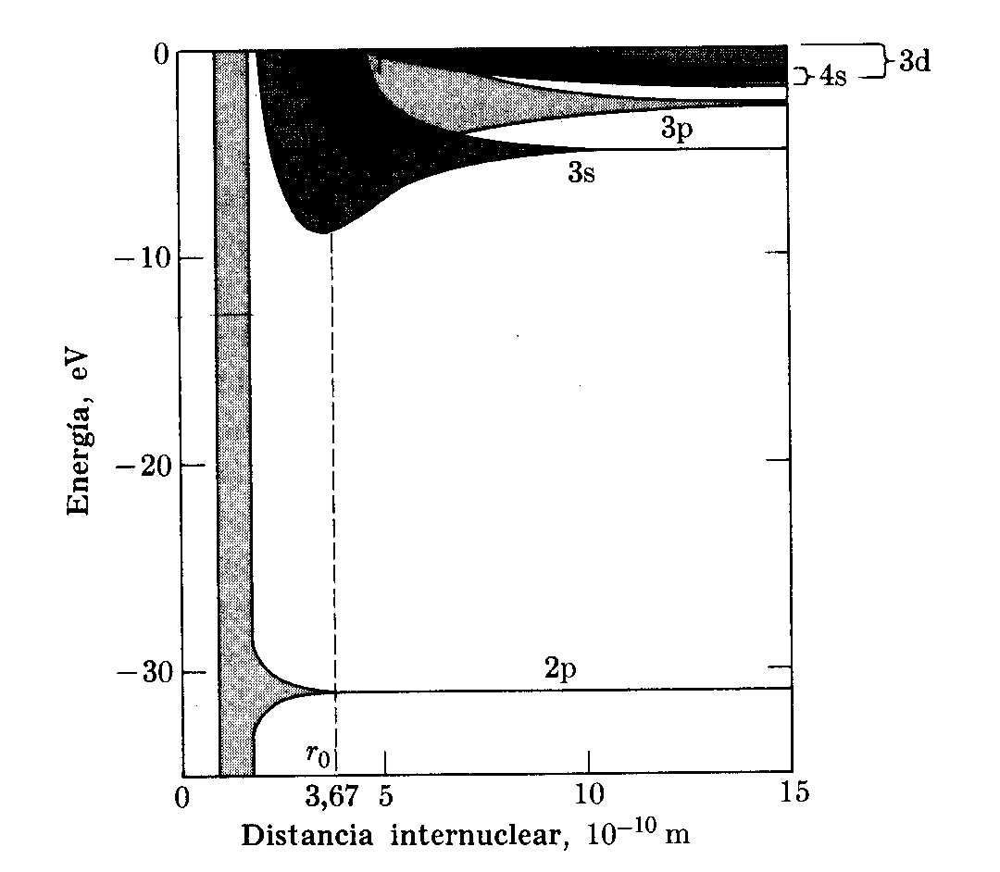 0
3d
4s
3p
3s
−10
Energía, eV
−20
−30
2p
r₀
0
3,67
5
10
15
Distancia internuclear, 10⁻¹⁰ m